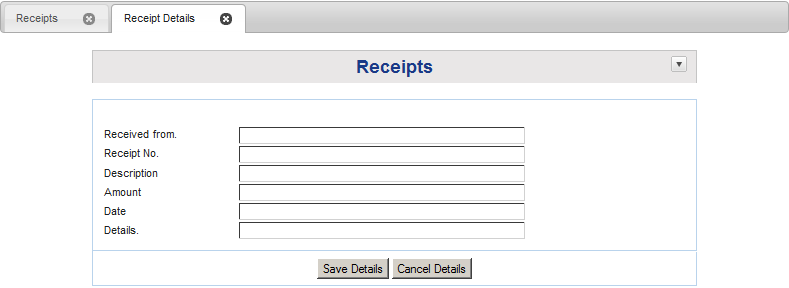 Receipts Receipt Details
Receipts
Received from.
Receipt No.
Description
Amount
Date
Details.
Save Details Cancel Details